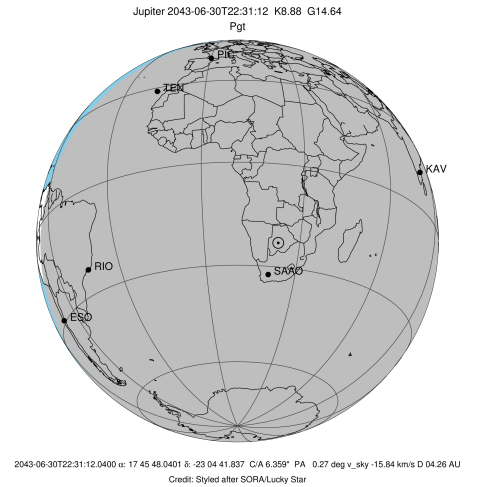 Jupiter 2043-06-30T22:31:12 K8.88 G14.64
Pgt
PIC
TEN
KAV
RIO
SAAO
ESO
2043-06-30T22:31:12.0400 α: 17 45 48.0401 δ: -23 04 41.837 C/A 6.359" PA 0.27 deg v_sky -15.84 km/s D 04.26 AU
Credit: Styled after SORA/Lucky Star